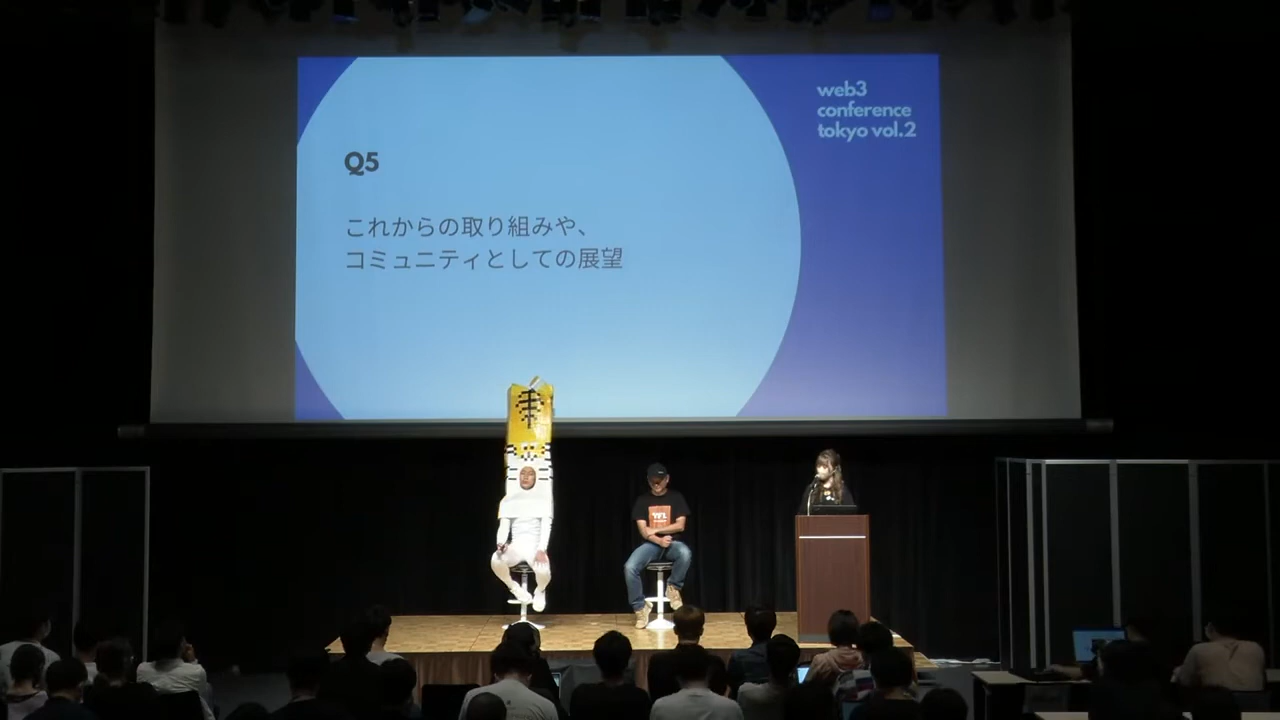 web3
conference
tokyo vol.2
Q5
これからの取り組みや、
コミュニティとしての展望